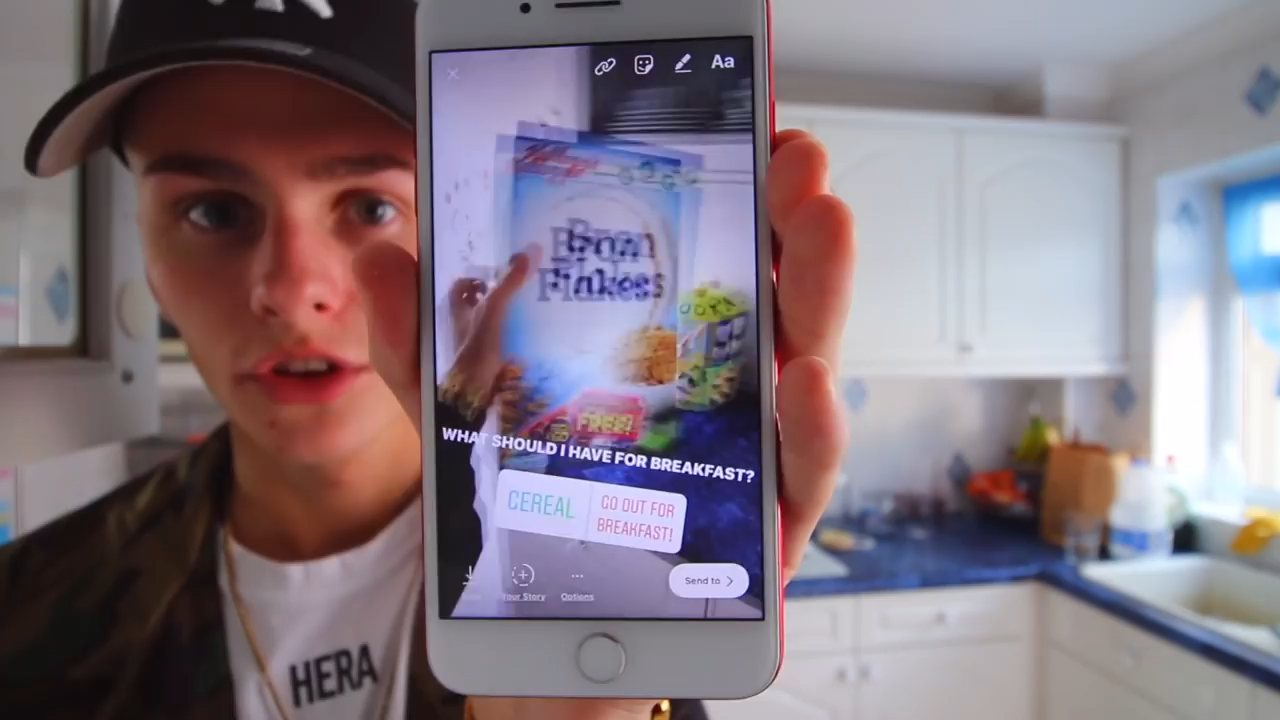 Aa
Kellogg's
Bran
Flakes
FREE!
WHAT SHOULD I HAVE FOR BREAKFAST?
CEREAL
GO OUT FOR
BREAKFAST!
Your Story
Options
Send to
HERA